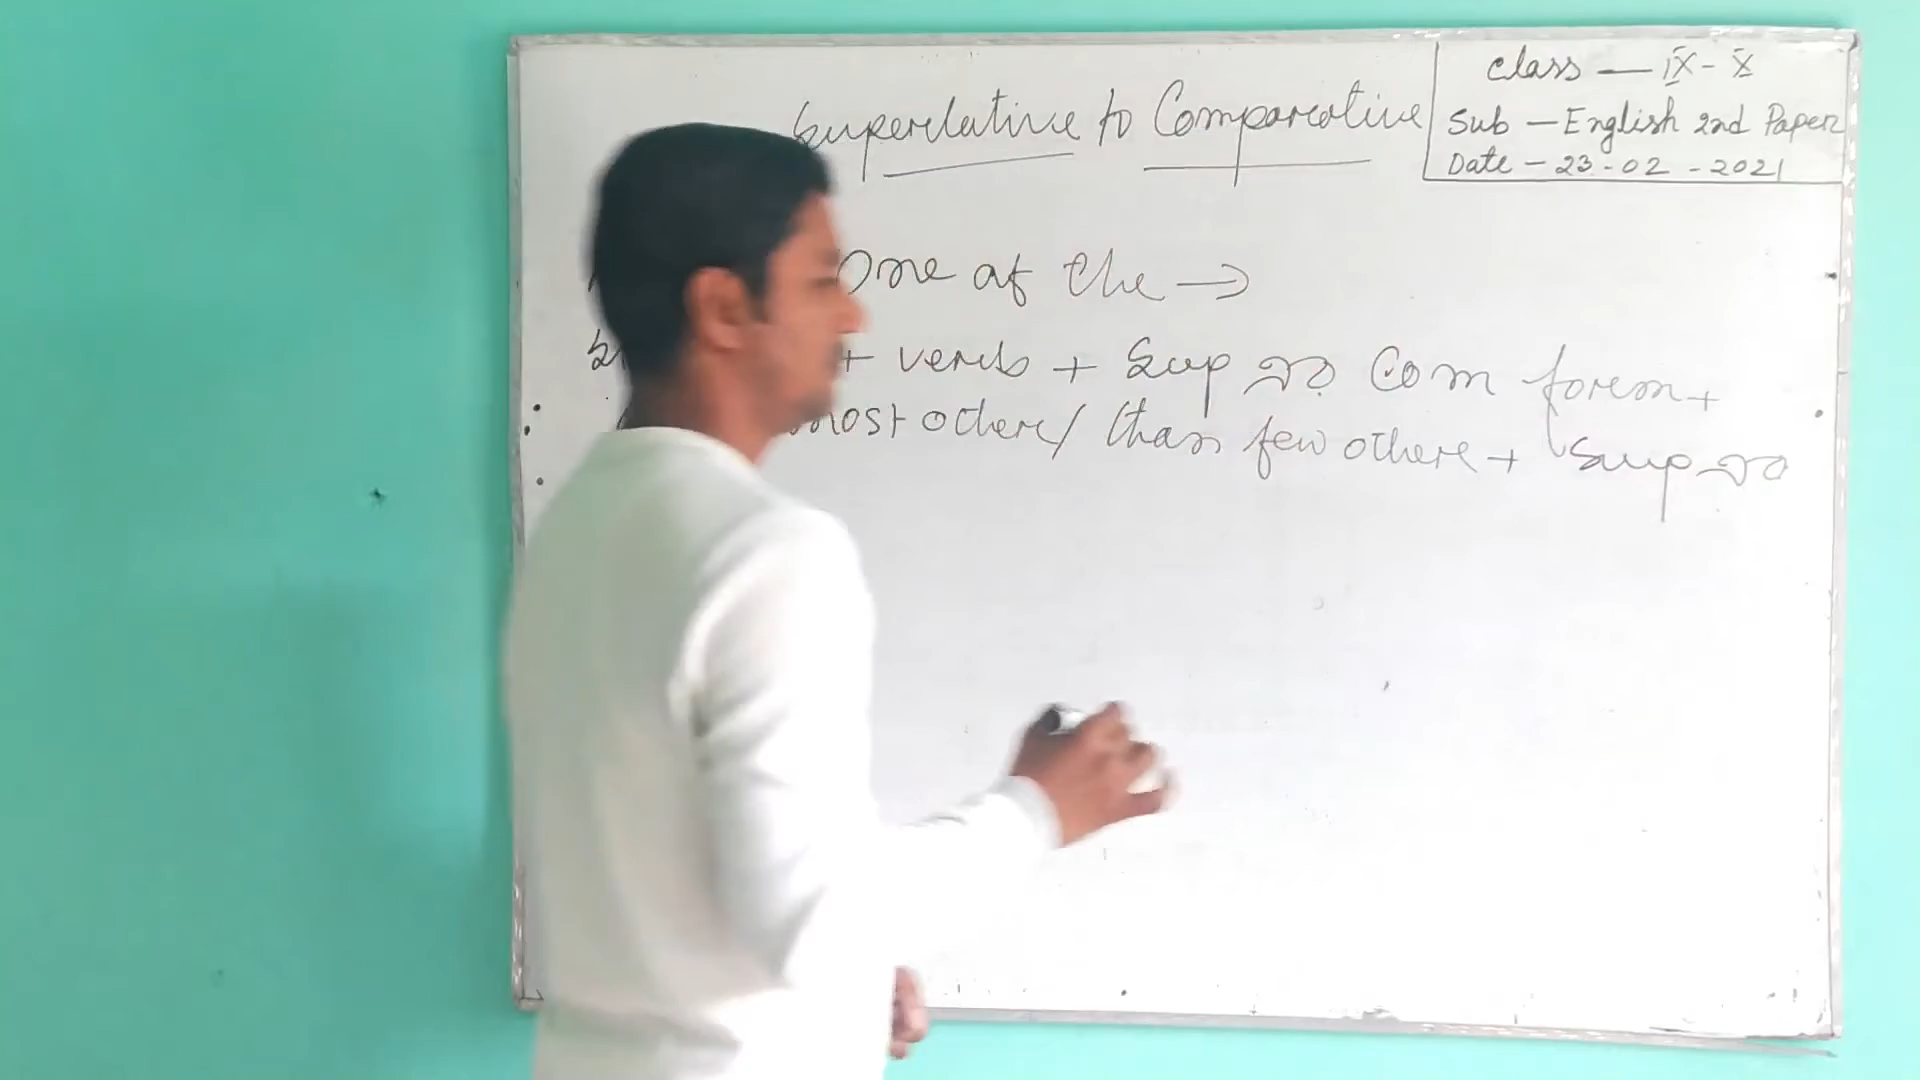 Class — IX - X
Sub — English 2nd Paper
Date - 23-02-2021
Superlative to Comparative
One of the →
+ verb + Sup এর Com form +
most other/ than few other + Sup এর